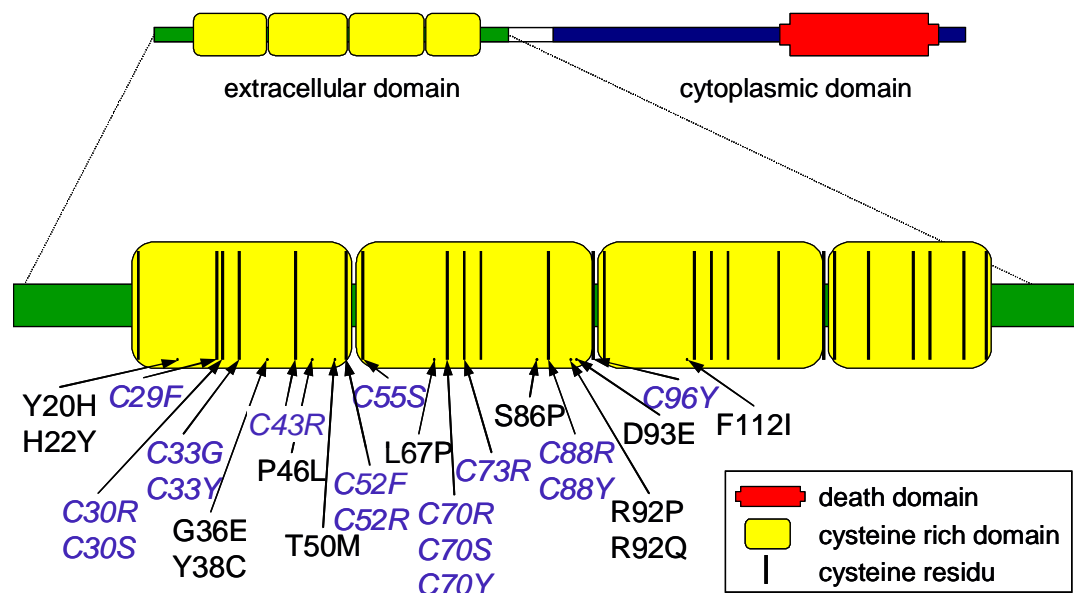 extracellular domain
cytoplasmic domain
Y20H
H22Y
C29F
C30R
C30S
C33G
C33Y
G36E
Y38C
C43R
P46L
T50M
C52F
C52R
C55S
L67P
C70R
C70S
C70Y
C73R
S86P
C88R
C88Y
R92P
R92Q
D93E
C96Y
F112I
death domain
cysteine rich domain
cysteine residu